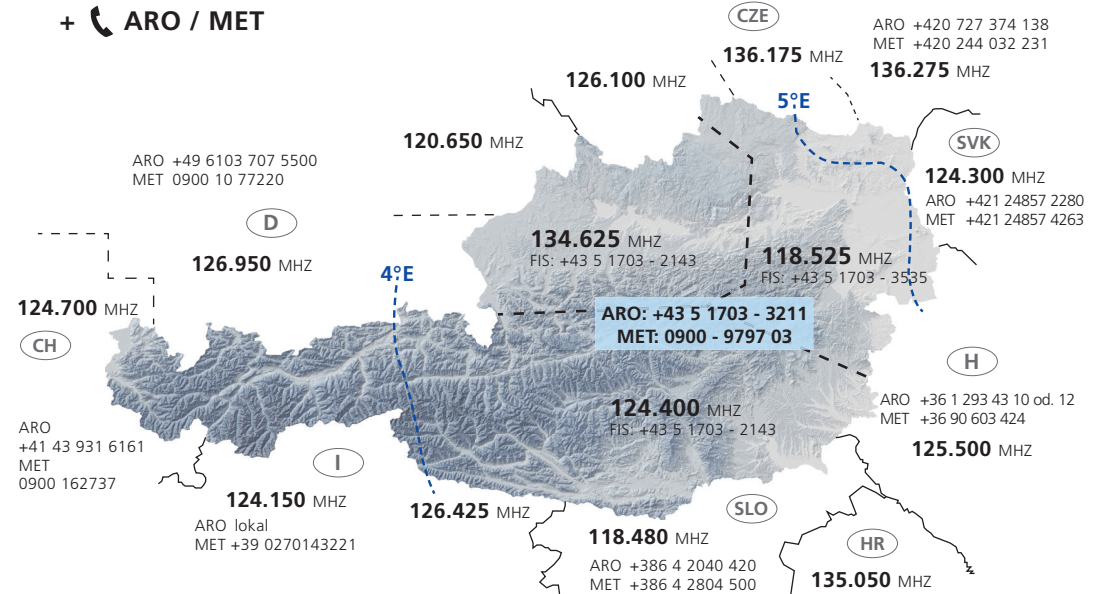 + ARO / MET
CZE
136.175 MHZ
ARO +420 727 374 138
MET +420 244 032 231
136.275 MHZ
126.100 MHZ
5°E
120.650 MHZ
SVK
124.300 MHZ
ARO +421 24857 2280
MET +421 24857 4263
ARO +49 6103 707 5500
MET 0900 10 77220
D
126.950 MHZ
134.625 MHZ
FIS: +43 5 1703 - 2143
118.525 MHZ
FIS: +43 5 1703 - 3535
4°E
124.700 MHZ
CH
ARO: +43 5 1703 - 3211
MET: 0900 - 9797 03
H
ARO +36 1 293 43 10 od. 12
MET +36 90 603 424
125.500 MHZ
124.400 MHZ
FIS: +43 5 1703 - 2143
ARO
+41 43 931 6161
MET
0900 162737
I
124.150 MHZ
ARO lokal
MET +39 0270143221
126.425 MHZ
SLO
118.480 MHZ
ARO +386 4 2040 420
MET +386 4 2804 500
HR
135.050 MHZ